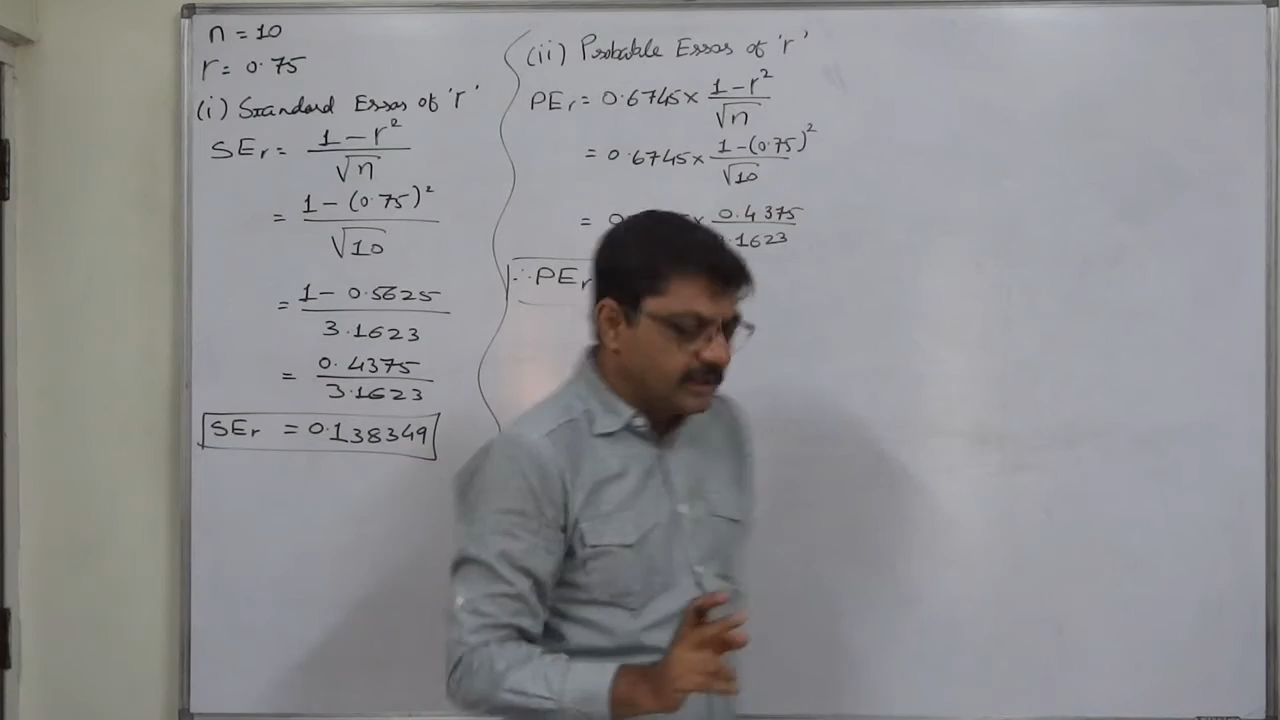 n = 10
r = 0.75
(i) Standard Error of 'r'
SEr = 1 - r² / √n
= 1 - (0.75)² / √10
= 1 - 0.5625 / 3.1623
= 0.4375 / 3.1623
SEr = 0.138349
(ii) Probable Error of 'r'
PEr = 0.6745 × 1 - r² / √n
= 0.6745 × 1 - (0.75)² / √10
= 0.4375 / .1623
∴ PEr